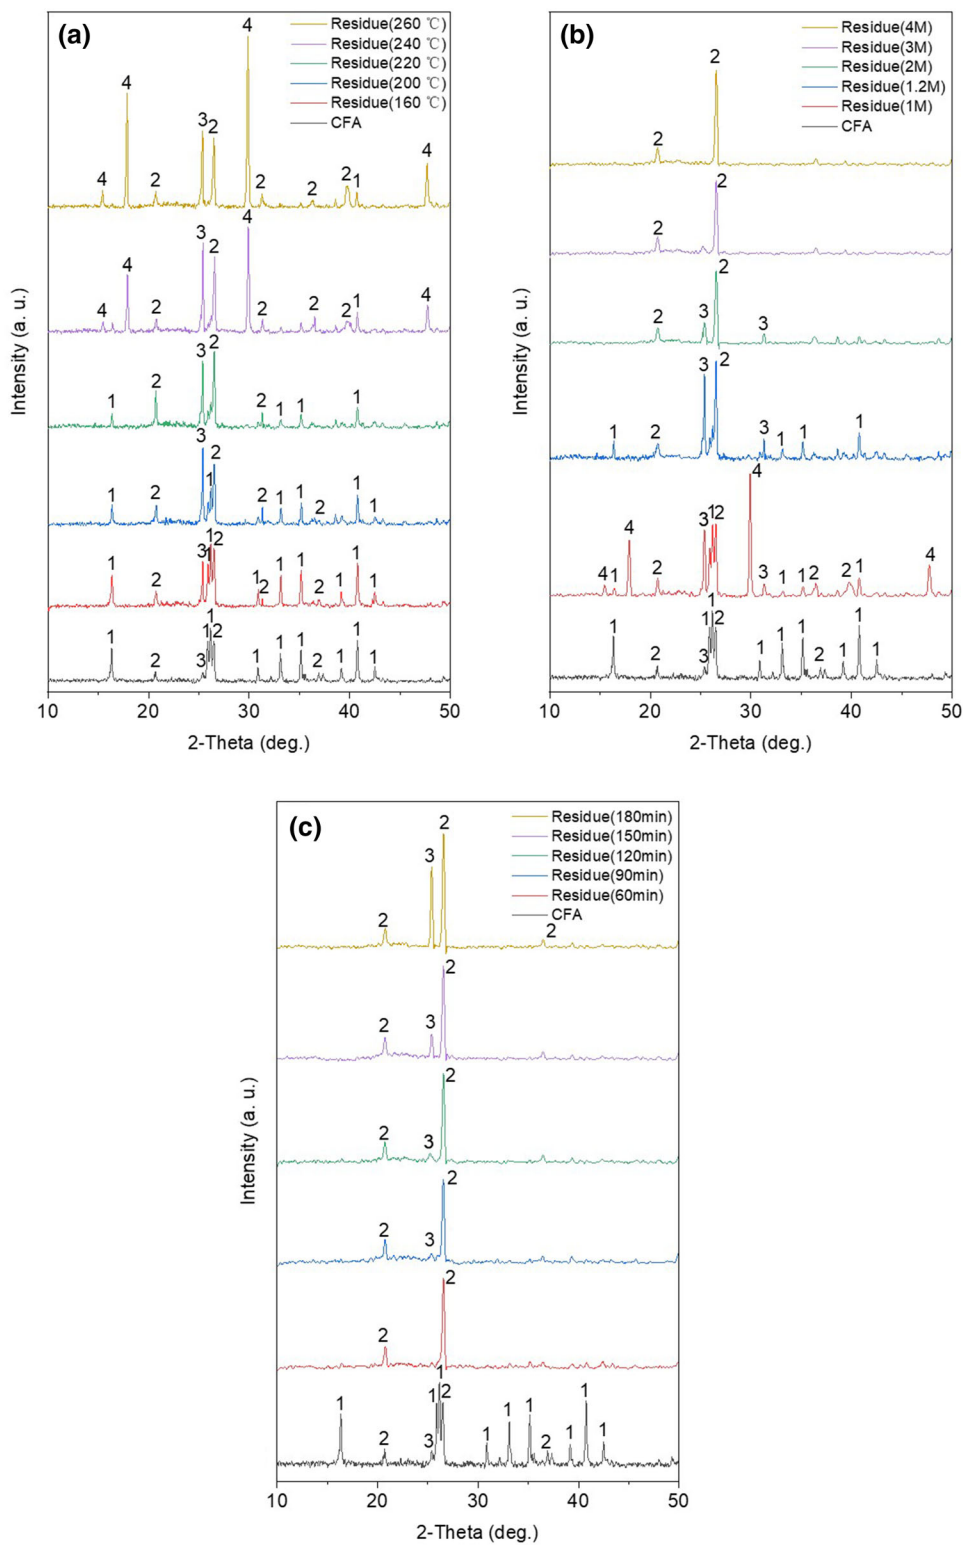 (a)
Residue(260 ℃)
Residue(240 ℃)
Residue(220 ℃)
Residue(200 ℃)
Residue(160 ℃)
CFA
4 4 3 2 4 2 2 2 2 1 4
4 4 2 3 2 4 2 2 2 1 4
1 2 3 2 2 1 1 1
1 2 3 1 2 2 1 1 2 1 1
1 2 3 1 1 2 1 2 1 1 2 1 1 1
1 2 3 1 1 2 1 1 1 2 1 1 1
10 20 30 40 50
2-Theta (deg.)
Intensity (a. u.)
(b)
Residue(4M)
Residue(3M)
Residue(2M)
Residue(1.2M)
Residue(1M)
CFA
2 2
2 2
2 3 2 3
1 2 3 2 3 1 1 1
4 1 4 2 3 1 1 2 4 3 1 1 2 2 1 4
1 2 3 1 1 2 1 1 1 2 1 1 1
10 20 30 40 50
2-Theta (deg.)
Intensity (a. u.)
(c)
Residue(180min)
Residue(150min)
Residue(120min)
Residue(90min)
Residue(60min)
CFA
2 3 2 2
2 3 2
2 3 2
2 3 2
2 2
1 2 3 1 1 2 1 1 1 2 1 1 1
10 20 30 40 50
2-Theta (deg.)
Intensity (a. u.)